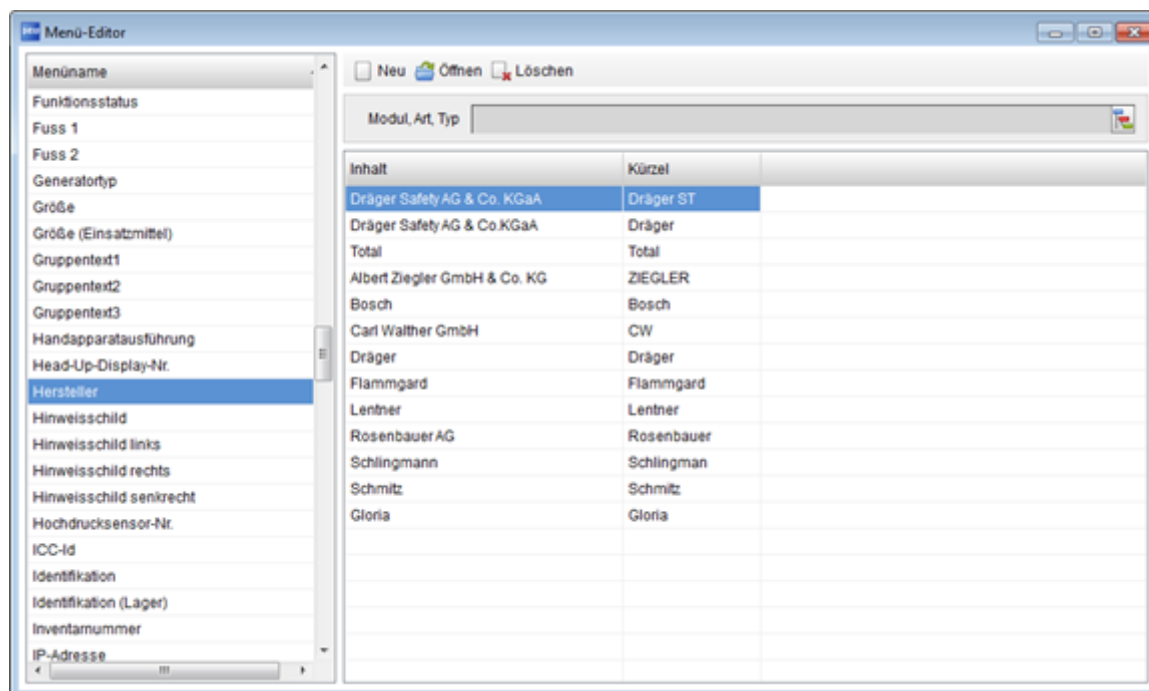 Menü-Editor
Menüname
Funktionsstatus
Fuss 1
Fuss 2
Generatortyp
Größe
Größe (Einsatzmittel)
Gruppentext1
Gruppentext2
Gruppentext3
Handapparatausführung
Head-Up-Display-Nr.
Hersteller
Hinweisschild
Hinweisschild links
Hinweisschild rechts
Hinweisschild senkrecht
Hochdrucksensor-Nr.
ICC-Id
Identifikation
Identifikation (Lager)
Inventarnummer
IP-Adresse
Neu Öffnen Löschen
Modul, Art, Typ
Inhalt Kürzel
Dräger Safety AG & Co. KGaA Dräger ST
Dräger Safety AG & Co.KGaA Dräger
Total Total
Albert Ziegler GmbH & Co. KG ZIEGLER
Bosch Bosch
Carl Walther GmbH CW
Dräger Dräger
Flammgard Flammgard
Lentner Lentner
Rosenbauer AG Rosenbauer
Schlingmann Schlingman
Schmitz Schmitz
Gloria Gloria